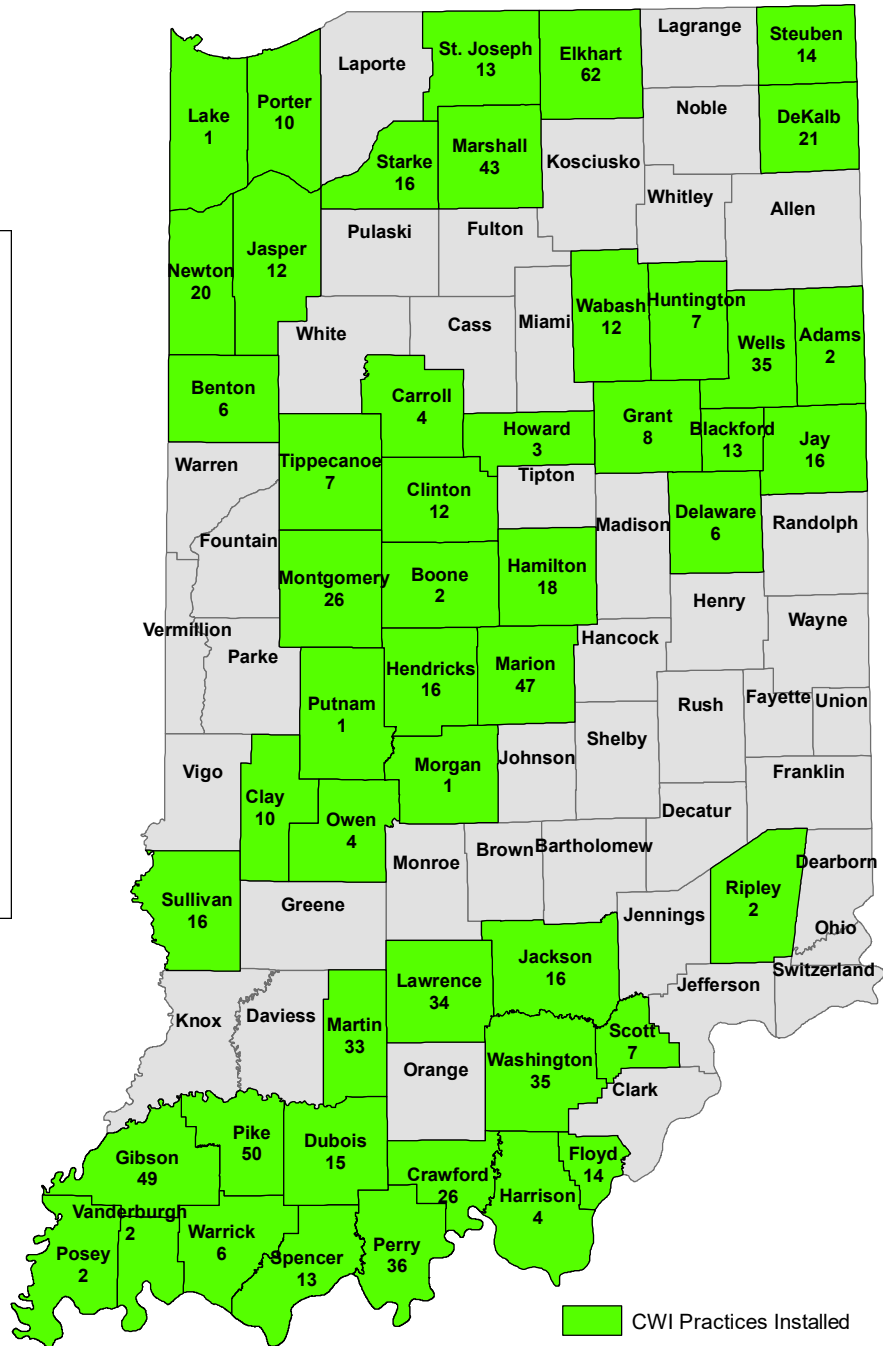 Lagrange
Steuben
14
St. Joseph
13
Elkhart
62
Laporte
Porter
10
Lake
1
Noble
DeKalb
21
Marshall
43
Starke
16
Kosciusko
Whitley
Allen
Pulaski
Fulton
Jasper
12
Newton
20
Wabash
12
Huntington
7
White
Cass
Miami
Wells
35
Adams
2
Benton
6
Carroll
4
Grant
8
Howard
3
Blackford
13
Jay
16
Warren
Tippecanoe
7
Tipton
Clinton
12
Madison
Delaware
6
Randolph
Fountain
Montgomery
26
Boone
2
Hamilton
18
Henry
Wayne
Vermillion
Hancock
Parke
Hendricks
16
Marion
47
Putnam
1
Rush
Fayette
Union
Shelby
Vigo
Morgan
1
Johnson
Franklin
Clay
10
Owen
4
Decatur
Monroe
Brown
Bartholomew
Dearborn
Ripley
2
Sullivan
16
Greene
Jennings
Ohio
Jackson
16
Switzerland
Lawrence
34
Jefferson
Knox
Daviess
Martin
33
Scott
7
Washington
35
Orange
Clark
Pike
50
Dubois
15
Gibson
49
Floyd
14
Crawford
26
Harrison
4
Vanderburgh
2
Warrick
6
Posey
2
Spencer
13
Perry
36
CWI Practices Installed